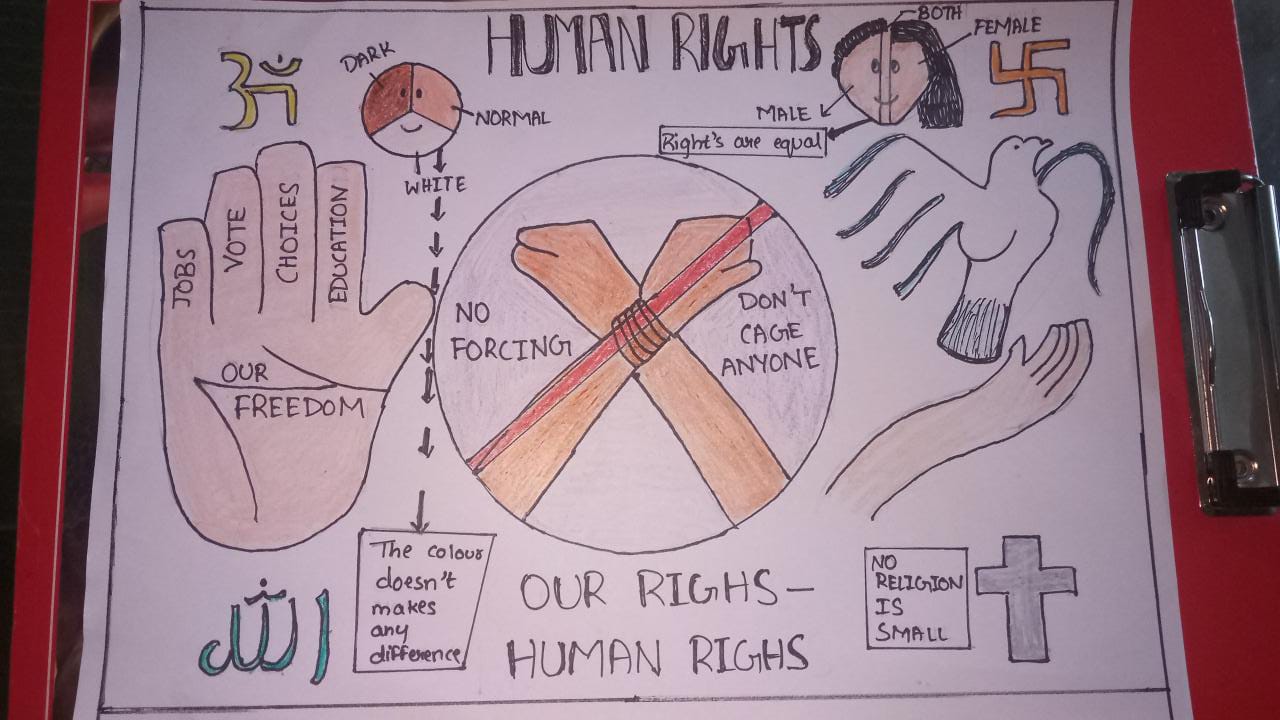 HUMAN RIGHTS
BOTH
FEMALE
DARK
NORMAL
MALE
Right's are equal
WHITE
ॐ
JOBS
VOTE
CHOICES
EDUCATION
OUR
FREEDOM
NO
FORCING
DON'T
CAGE
ANYONE
The colour
doesn't
makes
any
difference
OUR RIGHS—
HUMAN RIGHS
NO
RELIGION
IS
SMALL
الله